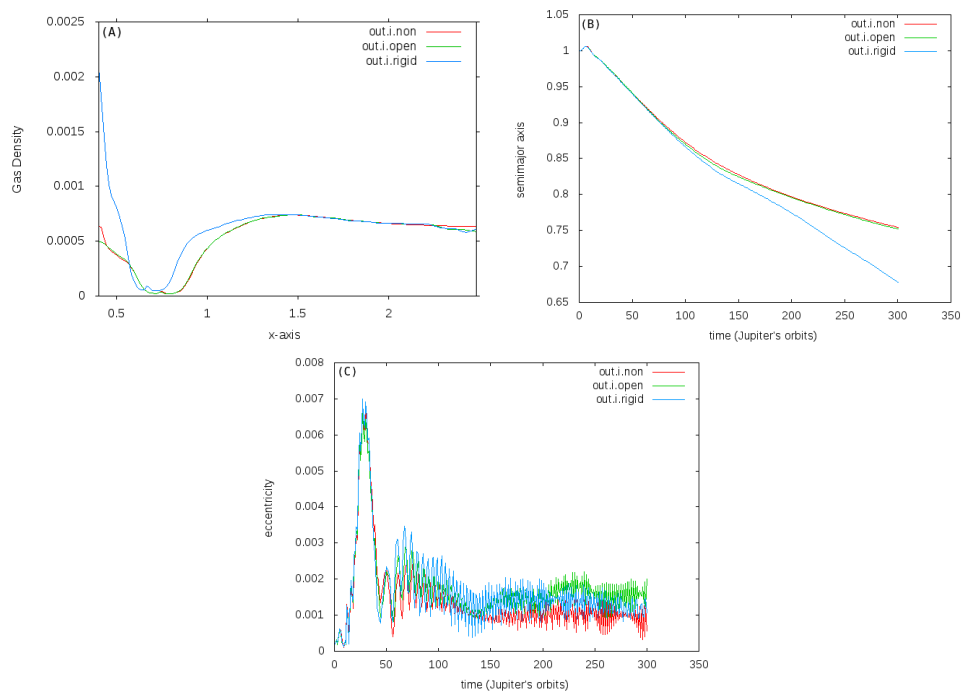 (A)
out.i.non
out.i.open
out.i.rigid
0.0025
0.002
0.0015
0.001
0.0005
0
Gas Density
0.5
1
1.5
2
x-axis
(B)
out.i.non
out.i.open
out.i.rigid
1.05
1
0.95
0.9
0.85
0.8
0.75
0.7
0.65
semimajor axis
0 50 100 150 200 250 300 350
time (Jupiter's orbits)
(C)
out.i.non
out.i.open
out.i.rigid
0.008
0.007
0.006
0.005
0.004
0.003
0.002
0.001
0
eccentricity
0 50 100 150 200 250 300 350
time (Jupiter's orbits)